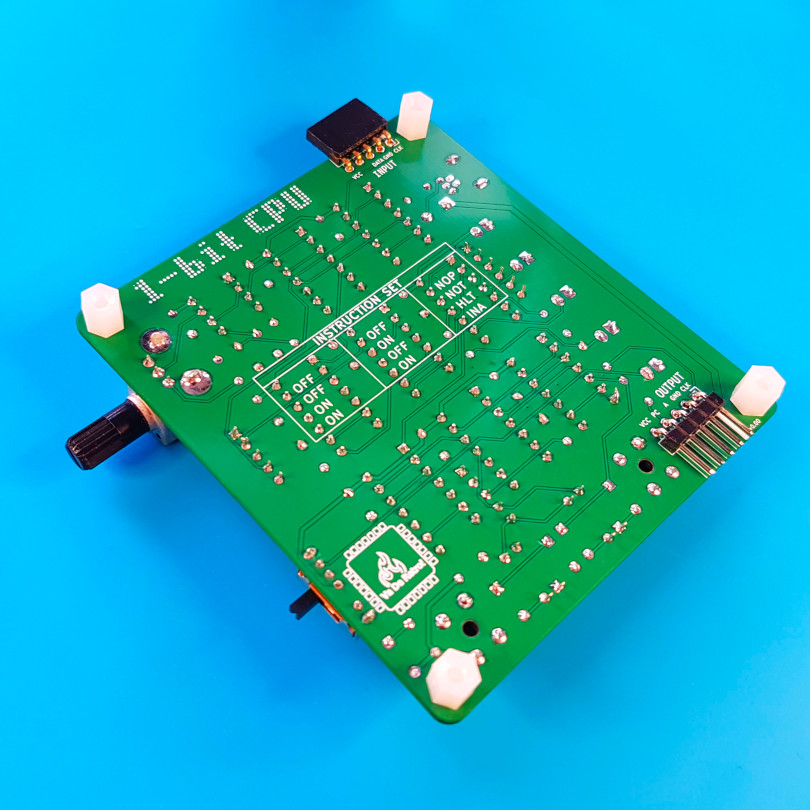 1-bit CPU
VCC DATA GND CLK
INPUT
INSTRUCTION SET
OFF OFF NOP
OFF ON NOT
ON OFF HLT
ON ON INA
OUTPUT
VCC PC A GND CLK